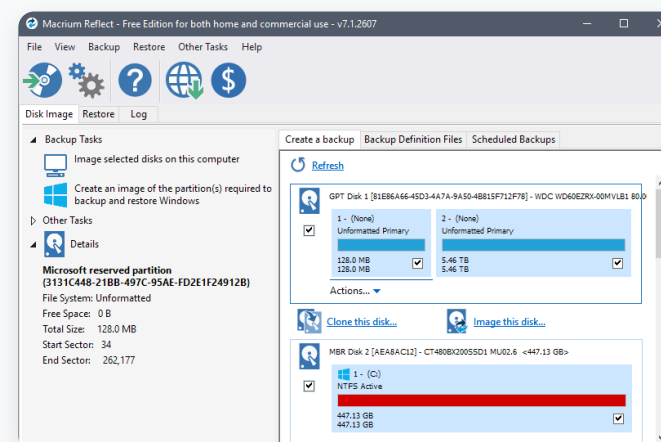 Macrium Reflect - Free Edition for both home and commercial use - v7.1.2607
File View Backup Restore Other Tasks Help
Disk Image Restore Log
Backup Tasks
Image selected disks on this computer
Create an image of the partition(s) required to
backup and restore Windows
Other Tasks
Details
Microsoft reserved partition
{3131C448-21BB-497C-95AE-FD2E1F24912B}
File System: Unformatted
Free Space: 0 B
Total Size: 128.0 MB
Start Sector: 34
End Sector: 262,177
Create a backup Backup Definition Files Scheduled Backups
Refresh
GPT Disk 1 [81E86A66-45D3-4A7A-9A50-4B815F712F78] - WDC WD60EZRX-00MVLB1 80.0
1 - (None)
Unformatted Primary
128.0 MB
128.0 MB
2 - (None)
Unformatted Primary
5.46 TB
5.46 TB
Actions...
Clone this disk... Image this disk...
MBR Disk 2 [AEA8AC12] - CT480BX200SSD1 MU02.6 <447.13 GB>
1 - (C:)
NTFS Active
447.13 GB
447.13 GB